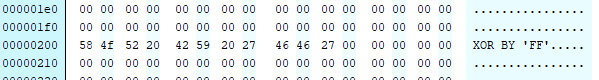 000001e0 00 00 00 00 00 00 00 00 00 00 00 00 00 00 00 00 ................
000001f0 00 00 00 00 00 00 00 00 00 00 00 00 00 00 00 00 ................
00000200 58 4f 52 20 42 59 20 27 46 46 27 00 00 00 00 00 XOR BY 'FF'.....
00000210 00 00 00 00 00 00 00 00 00 00 00 00 00 00 00 00 ................